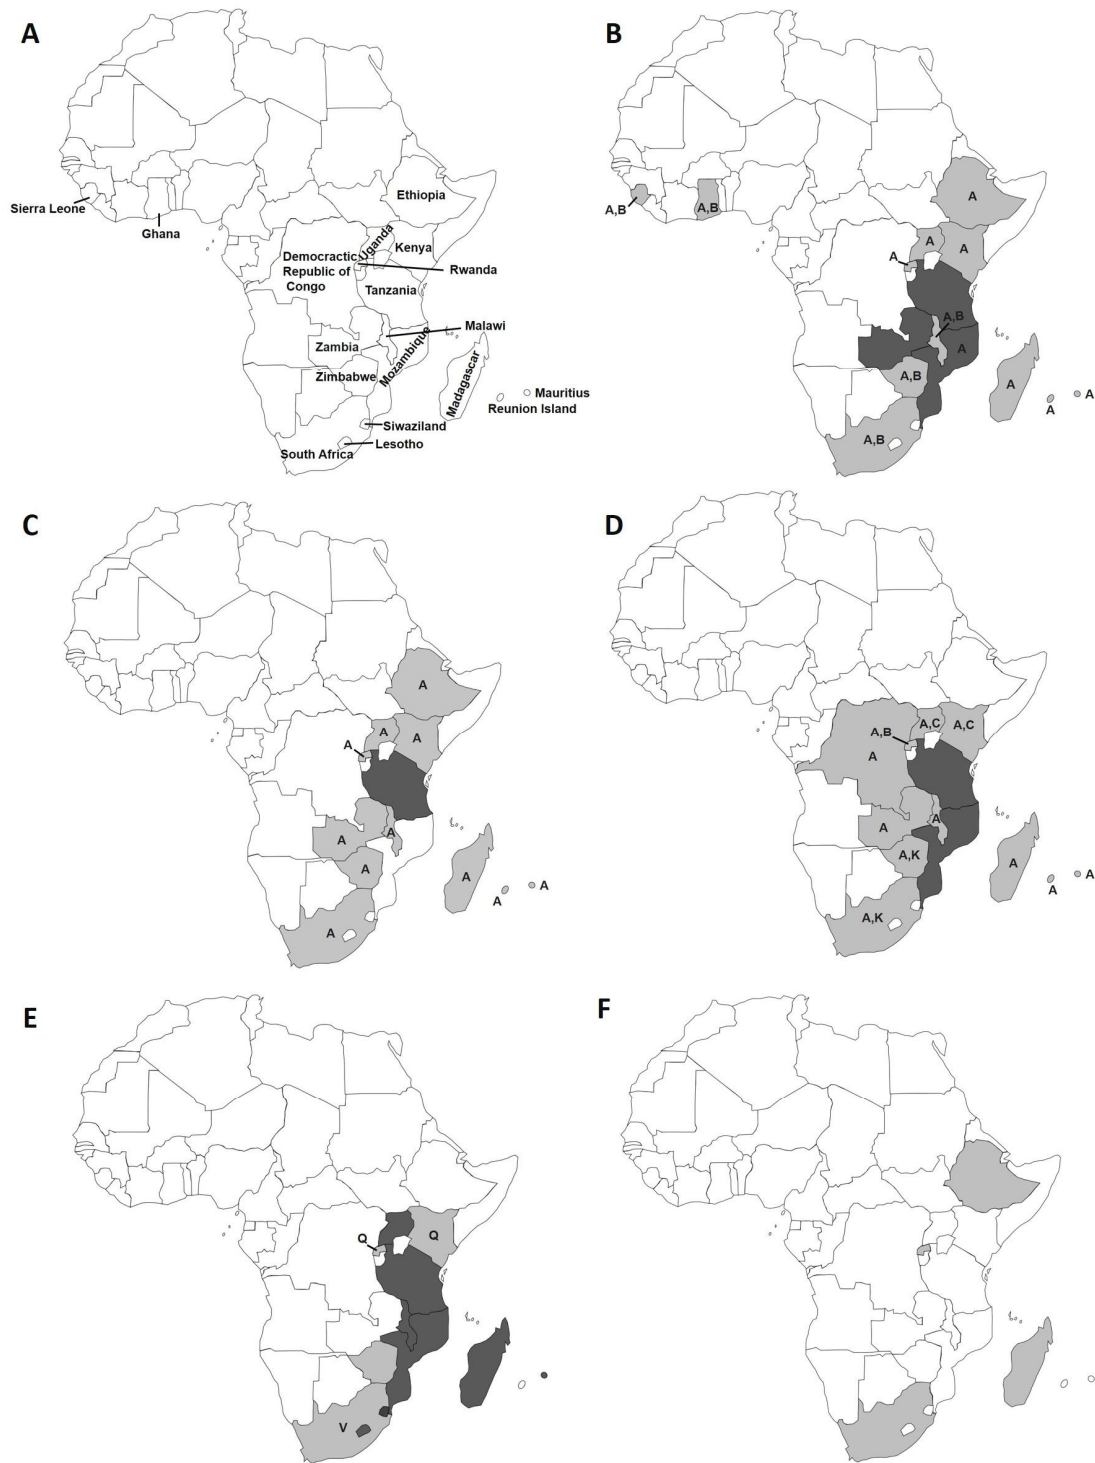 A
Ethiopia
Sierra Leone
Ghana
Uganda
Kenya
Democractic
Republic of
Congo
Rwanda
Tanzania
Malawi
Zambia
Mozambique
Zimbabwe
Madagascar
Mauritius
Reunion Island
Siwaziland
Lesotho
South Africa
B
A
A,B
A,B
A
A
A
A,B
A
A,B
A
A
A
A,B
C
A
A
A
A
A
A
A
A
A
A
A
D
A,C
A,C
A,B
A
A
A
A,K
A
A
A
A,K
E
Q
Q
V
F